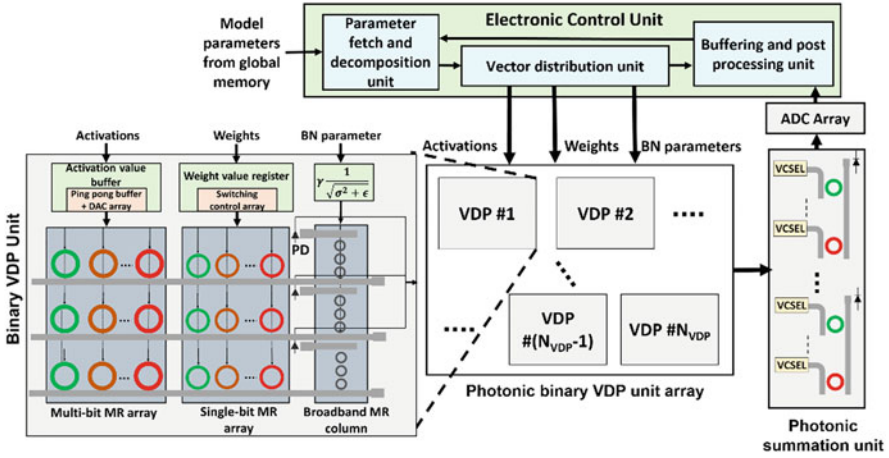 Electronic Control Unit
Model
parameters
from global
memory
Parameter
fetch and
decomposition
unit
Vector distribution unit
Buffering and post
processing unit
ADC Array
Activations
Weights
BN parameter
Activation value
buffer
Ping pong buffer
+ DAC array
Weight value register
Switching
control array
γ 1 / √σ² + ϵ
PD
...
...
...
...
...
...
Binary VDP Unit
Multi-bit MR array
Single-bit MR
array
Broadband MR
column
Activations
Weights
BN parameters
VDP #1
VDP #2
....
....
VDP
#(N_VDP-1)
VDP #N_VDP
Photonic binary VDP unit array
VCSEL
VCSEL
VCSEL
VCSEL
Photonic
summation unit